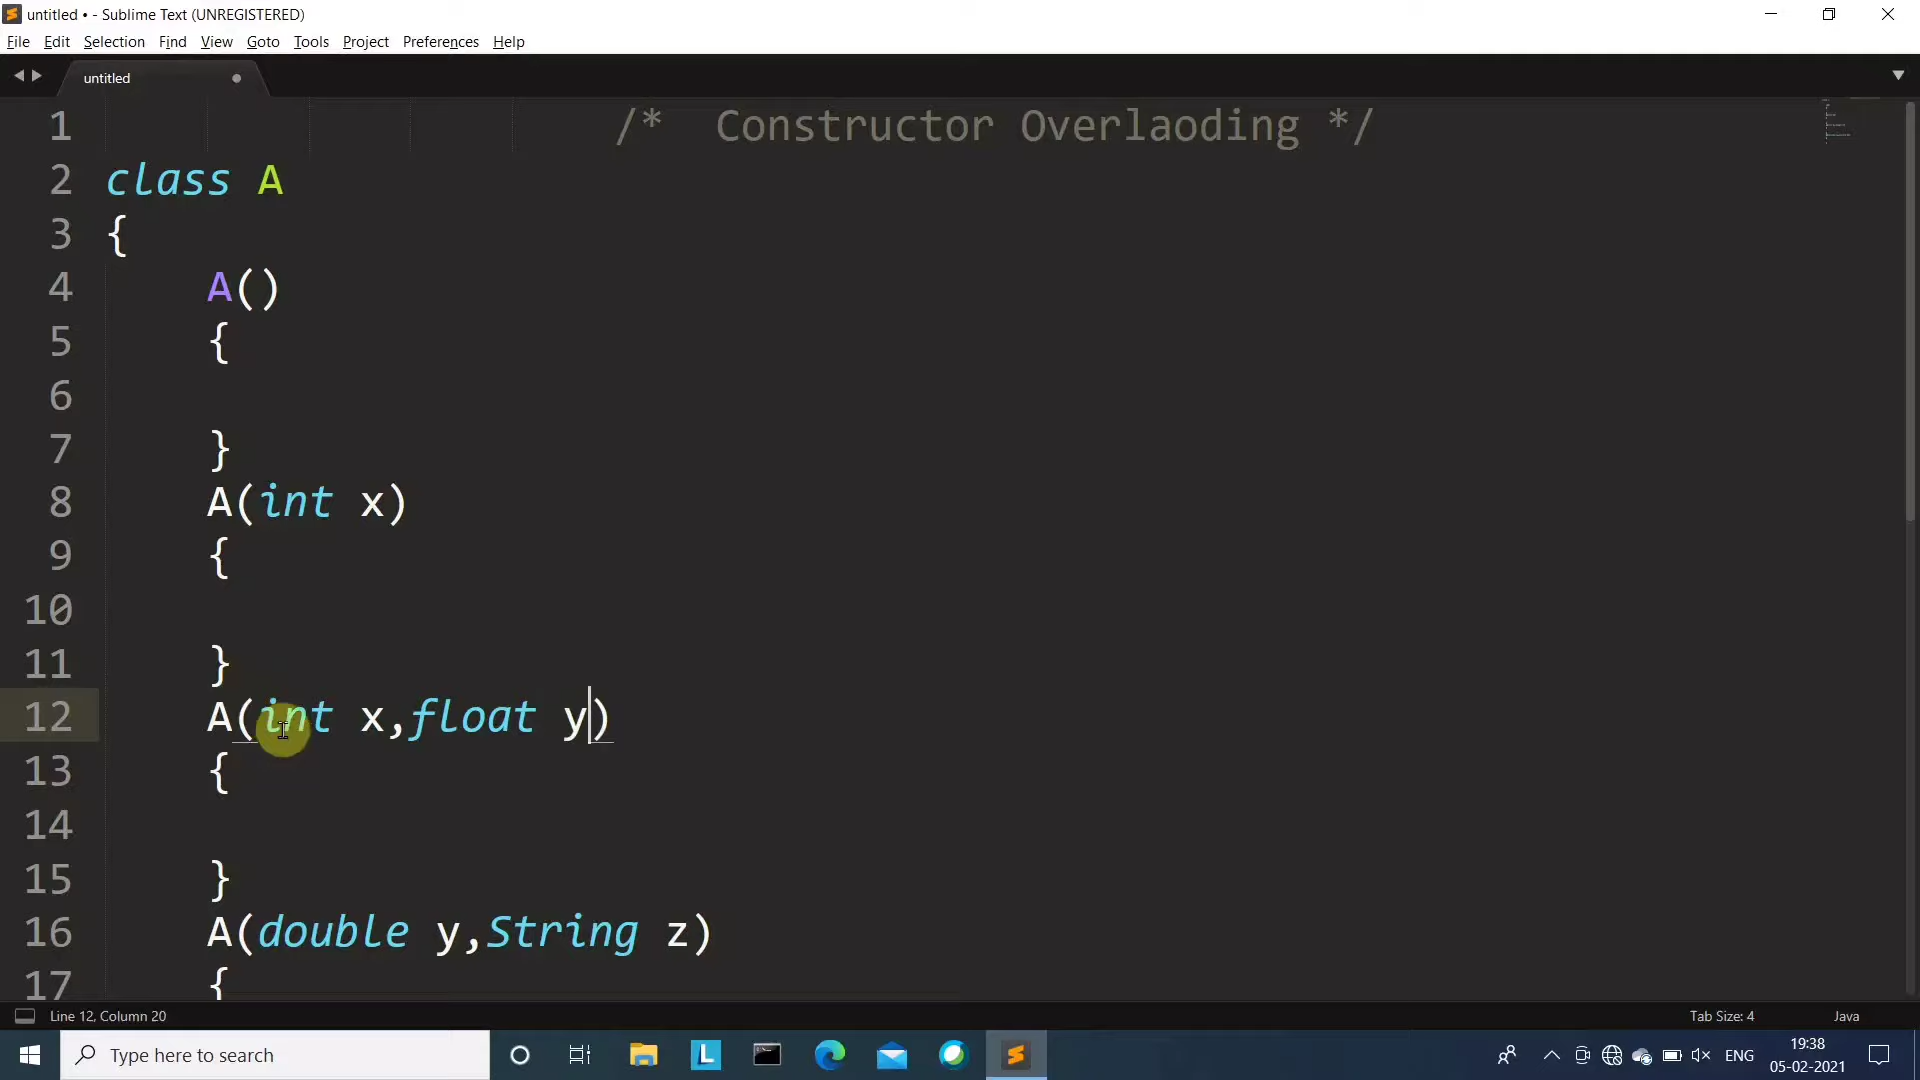 untitled • - Sublime Text (UNREGISTERED)
File Edit Selection Find View Goto Tools Project Preferences Help
untitled
1 /* Constructor Overlaoding */
2 class A
3 {
4 A()
5 {
6
7 }
8 A(int x)
9 {
10
11 }
12 A(int x,float y)
13 {
14
15 }
16 A(double y,String z)
17 {
Line 12, Column 20 Tab Size: 4 Java
Type here to search L ENG 19:38
05-02-2021